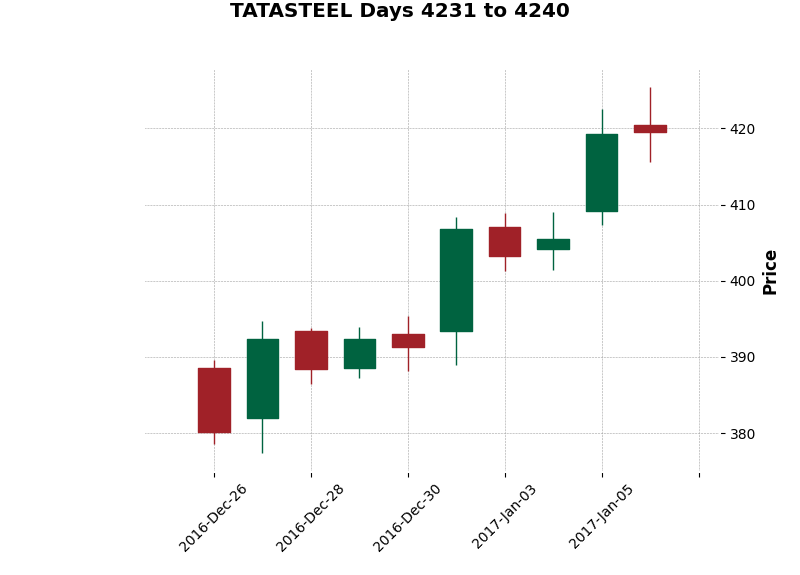 TATASTEEL Days 4231 to 4240
420
410
400
390
380
Price
2016-Dec-26
2016-Dec-28
2016-Dec-30
2017-Jan-03
2017-Jan-05